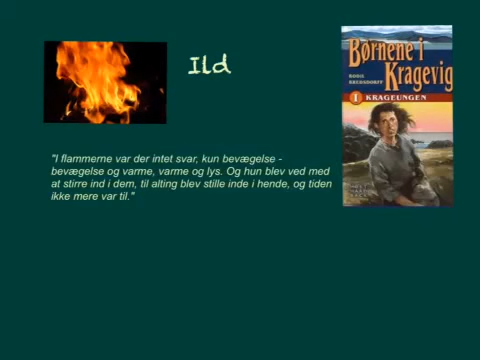 Ild
Børnene i
Kragevig
BODIL
BREDSDORFF
1 KRAGEUNGEN
"I flammerne var der intet svar, kun bevægelse -
bevægelse og varme, varme og lys. Og hun blev ved med
at stirre ind i dem, til alting blev stille inde i hende, og tiden
ikke mere var til."